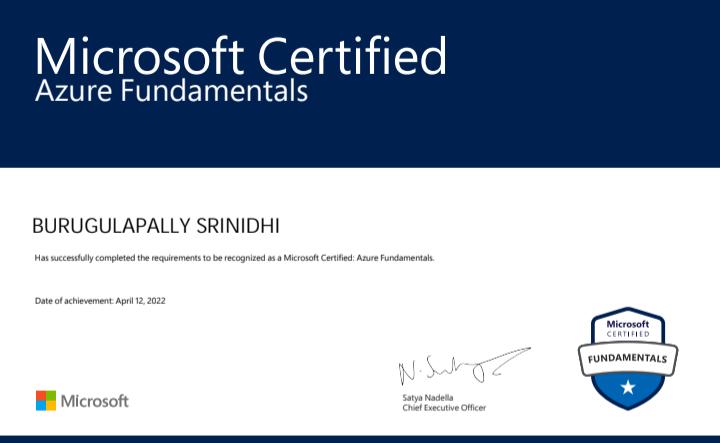 Microsoft Certified
Azure Fundamentals
BURUGULAPALLY SRINIDHI
Has successfully completed the requirements to be recognized as a Microsoft Certified: Azure Fundamentals.
Date of achievement: April 12, 2022
Microsoft
CERTIFIED
FUNDAMENTALS
Satya Nadella
Chief Executive Officer
Microsoft